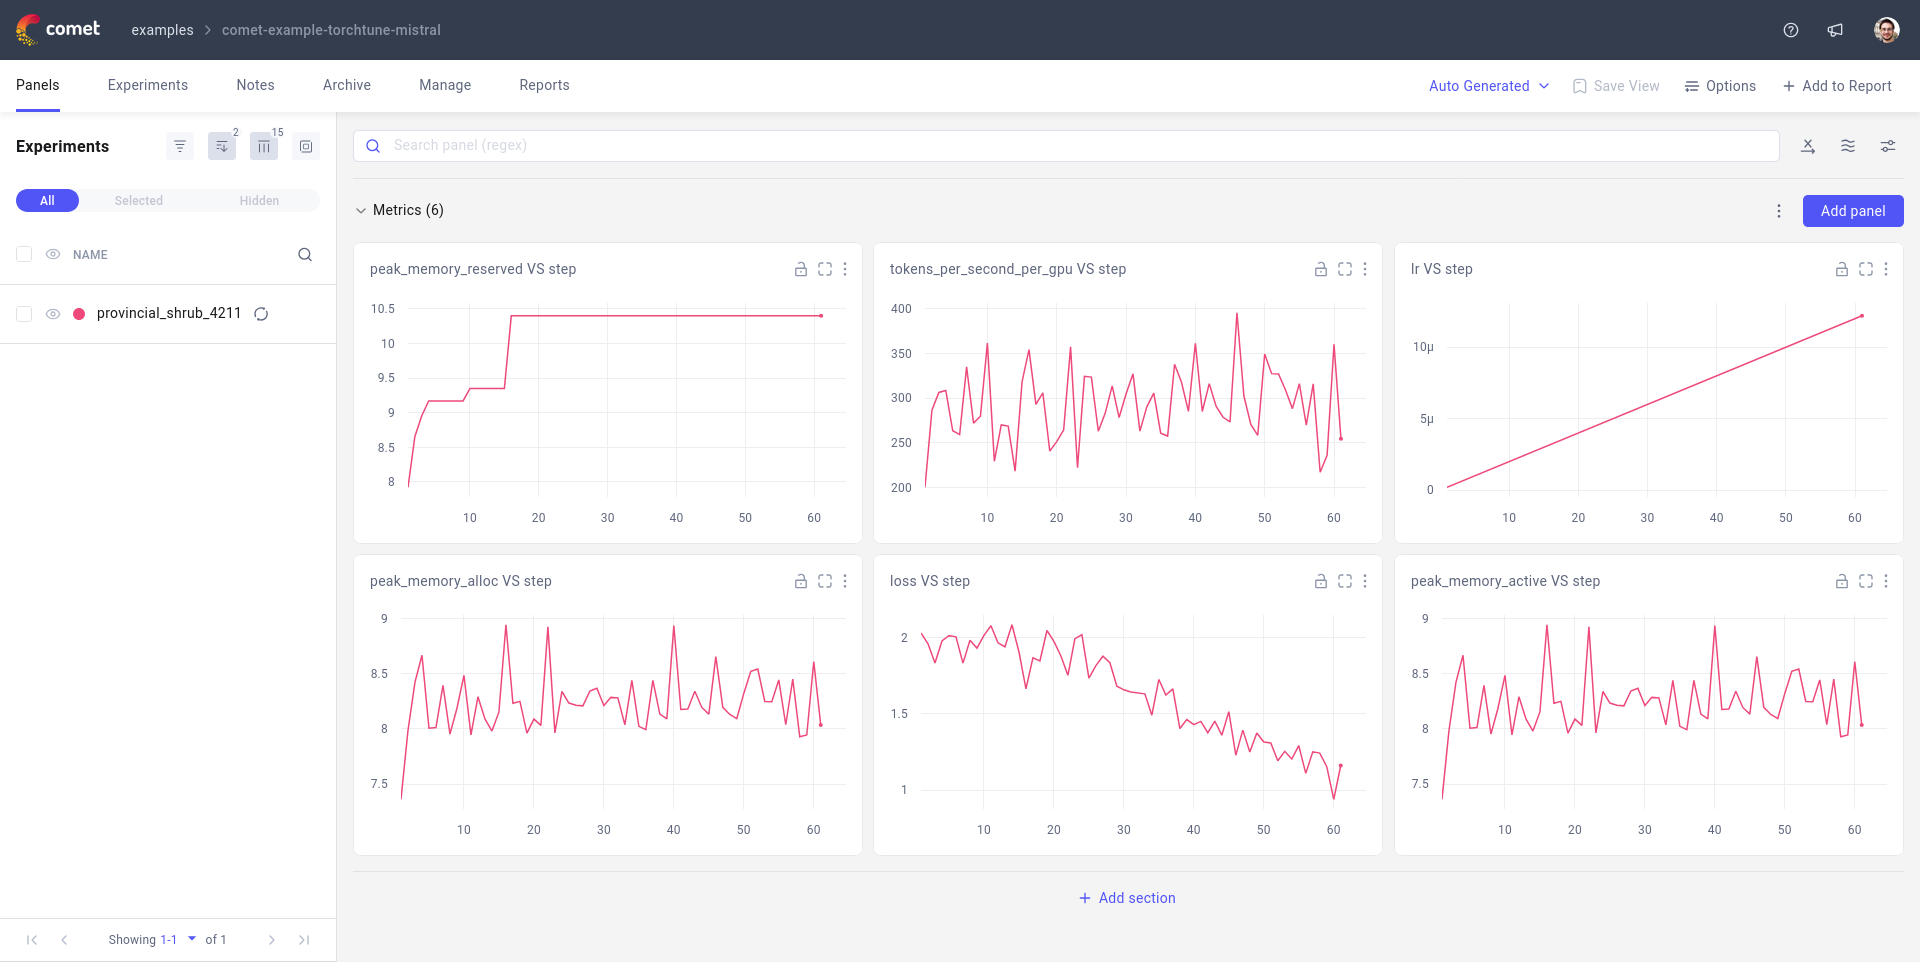 comet
examples > comet-example-torchtune-mistral
Panels Experiments Notes Archive Manage Reports
Auto Generated Save View Options + Add to Report
Experiments 2 15
All Selected Hidden
NAME
provincial_shrub_4211
Showing 1-1 of 1
Search panel (regex)
Metrics (6)
Add panel
peak_memory_reserved VS step
10.5
10
9.5
9
8.5
8
10 20 30 40 50 60
tokens_per_second_per_gpu VS step
400
350
300
250
200
10 20 30 40 50 60
lr VS step
10μ
5μ
0
10 20 30 40 50 60
peak_memory_alloc VS step
9
8.5
8
7.5
10 20 30 40 50 60
loss VS step
2
1.5
1
10 20 30 40 50 60
peak_memory_active VS step
9
8.5
8
7.5
10 20 30 40 50 60
+ Add section